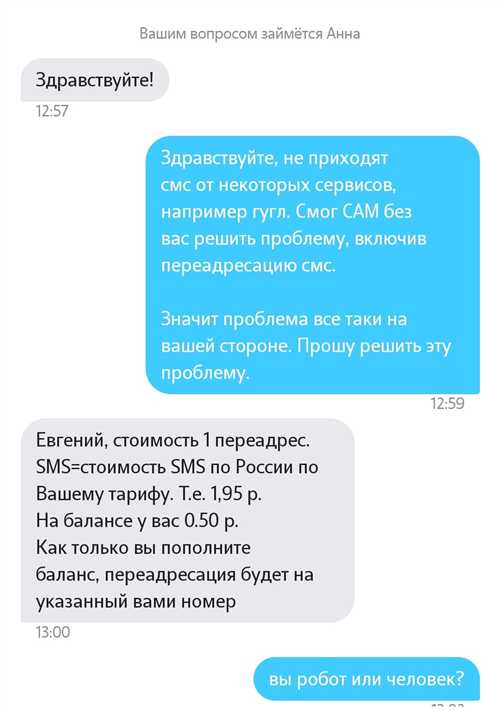 Вашим вопросом займётся Анна
Здравствуйте!
12:57
Здравствуйте, не приходят
смс от некоторых сервисов,
например гугл. Смог САМ без
вас решить проблему, включив
переадресацию смс.
Значит проблема все таки на
вашей стороне. Прошу решить эту
проблему.
12:59
Евгений, стоимость 1 переадрес.
SMS=стоимость SMS по России по
Вашему тарифу. Т.е. 1,95 р.
На балансе у вас 0.50 р.
Как только вы пополните
баланс, переадресация будет на
указанный вами номер
13:00
вы робот или человек?